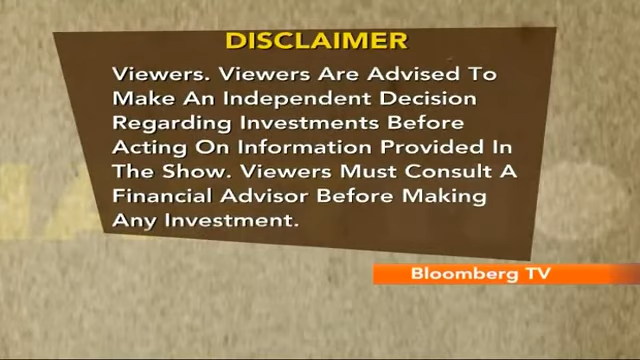 DISCLAIMER
Viewers. Viewers Are Advised To
Make An Independent Decision
Regarding Investments Before
Acting On Information Provided In
The Show. Viewers Must Consult A
Financial Advisor Before Making
Any Investment.
Bloomberg TV